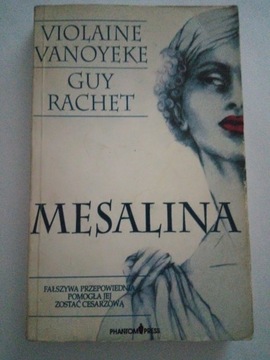 VIOLAINE
VANOYEKE
GUY
RACHET
MESALINA
FAŁSZYWA PRZEPOWIEDNIA
POMOGŁA JEJ
ZOSTAĆ CESARZOWĄ
PHANTOM PRESS